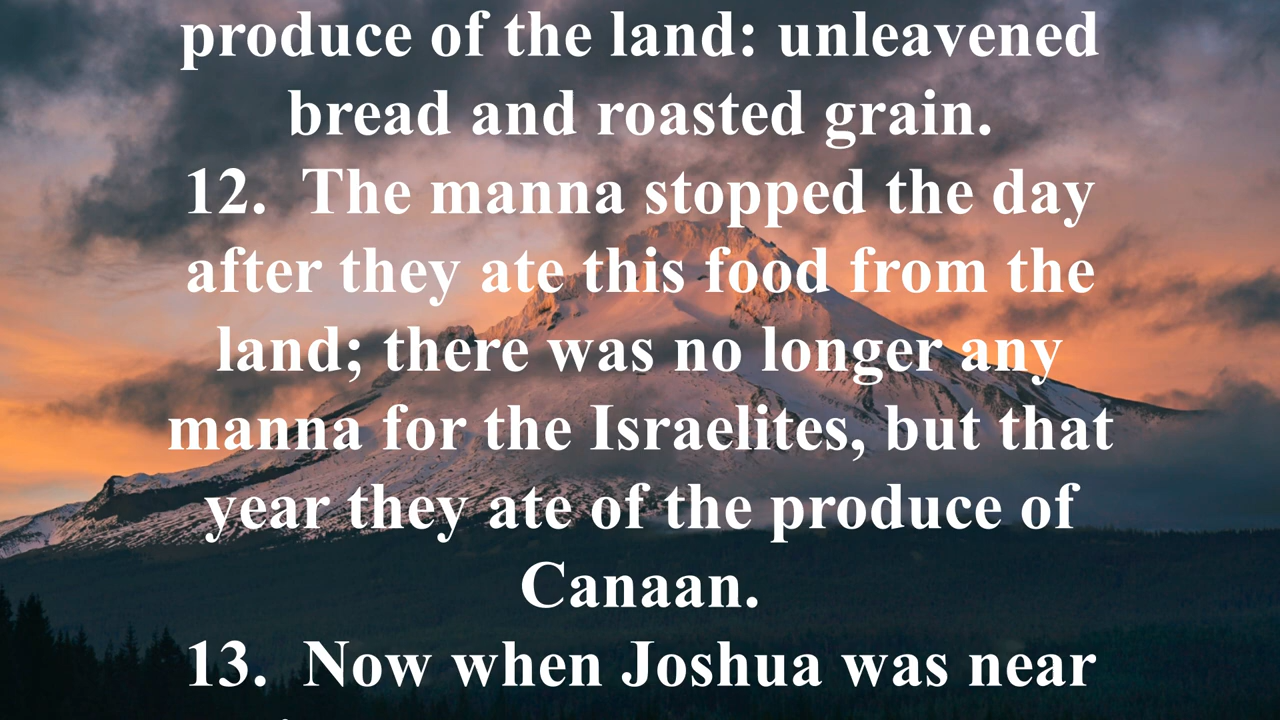 produce of the land: unleavened
bread and roasted grain.
12.  The manna stopped the day
after they ate this food from the
land; there was no longer any
manna for the Israelites, but that
year they ate of the produce of
Canaan.
13.  Now when Joshua was near